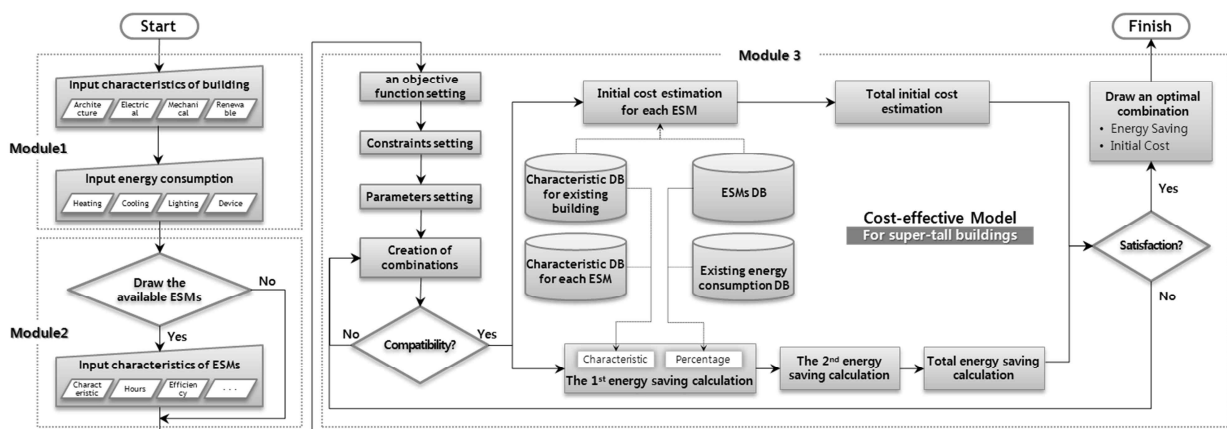 Start
Input characteristics of building
Archite
cture
Electric
al
Mechani
cal
Renewa
ble
Module1
Input energy consumption
Heating
Cooling
Lighting
Device
Draw the
available ESMs
No
Yes
Module2
Input characteristics of ESMs
Charact
eristic
Hours
Efficien
cy
. . .
Module 3
an objective
function setting
Constraints setting
Parameters setting
Creation of
combinations
Compatibility?
No
Yes
Initial cost estimation
for each ESM
Total initial cost
estimation
Characteristic DB
for existing
building
ESMs DB
Characteristic DB
for each ESM
Existing energy
consumption DB
Cost-effective Model
For super-tall buildings
Characteristic
Percentage
The 1st energy saving calculation
The 2nd energy
saving calculation
Total energy saving
calculation
Finish
Draw an optimal
combination
• Energy Saving
• Initial Cost
Yes
Satisfaction?
No